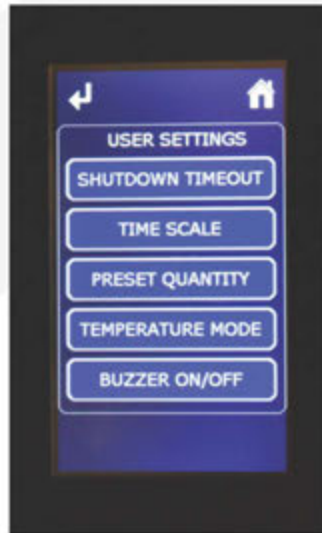 USER SETTINGS
SHUTDOWN TIMEOUT
TIME SCALE
PRESET QUANTITY
TEMPERATURE MODE
BUZZER ON/OFF